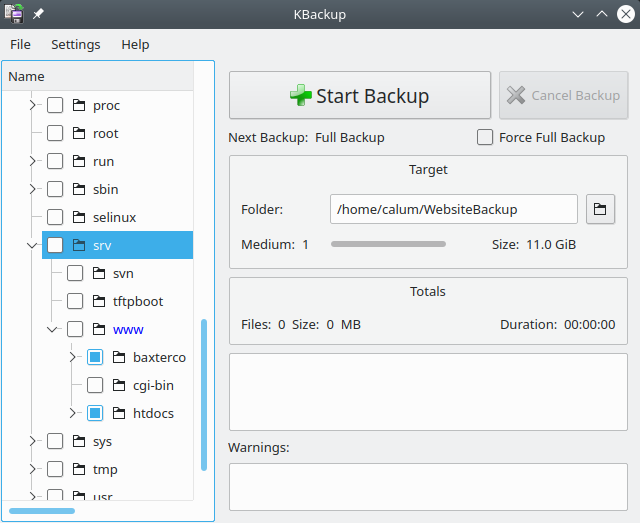 KBackup
File Settings Help
Name
proc
root
run
sbin
selinux
srv
svn
tftpboot
www
baxterco
cgi-bin
htdocs
sys
tmp
usr
Start Backup
Cancel Backup
Next Backup: Full Backup
Force Full Backup
Target
Folder: /home/calum/WebsiteBackup
Medium: 1 Size: 11.0 GiB
Totals
Files: 0 Size: 0 MB Duration: 00:00:00
Warnings: